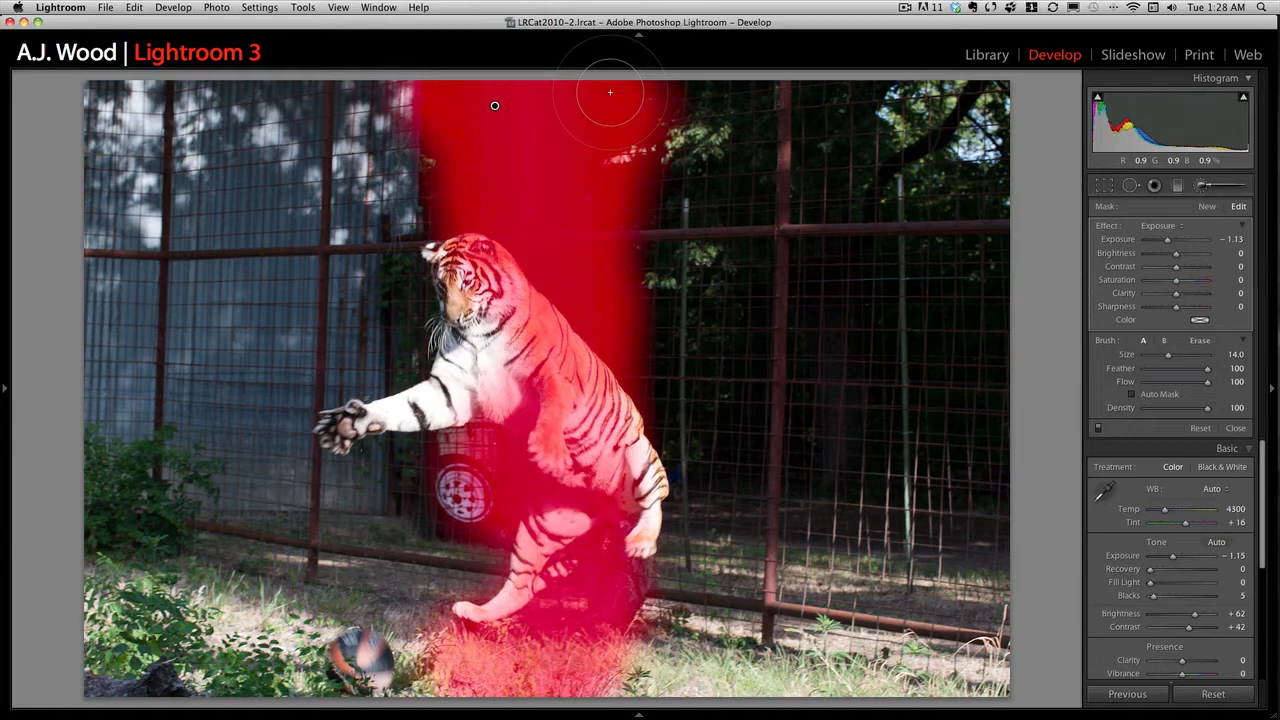 Lightroom File Edit Develop Photo Settings Tools View Window Help 11 1 Tue 1:28 AM
LRCat2010-2.lrcat - Adobe Photoshop Lightroom - Develop
A.J. Wood | Lightroom 3
Library | Develop | Slideshow | Print | Web
Histogram
R 0.9 G 0.9 B 0.9 %
Mask: New Edit
Effect: Exposure
Exposure − 1.13
Brightness 0
Contrast 0
Saturation 0
Clarity 0
Sharpness 0
Color
Brush: A B Erase
Size 14.0
Feather 100
Flow 100
Auto Mask
Density 100
Reset Close
Basic
Treatment: Color Black & White
WB: Auto
Temp 4300
Tint + 16
Tone Auto
Exposure − 1.15
Recovery 0
Fill Light 0
Blacks 5
Brightness + 62
Contrast + 42
Presence
Clarity 0
Vibrance 0
Previous Reset